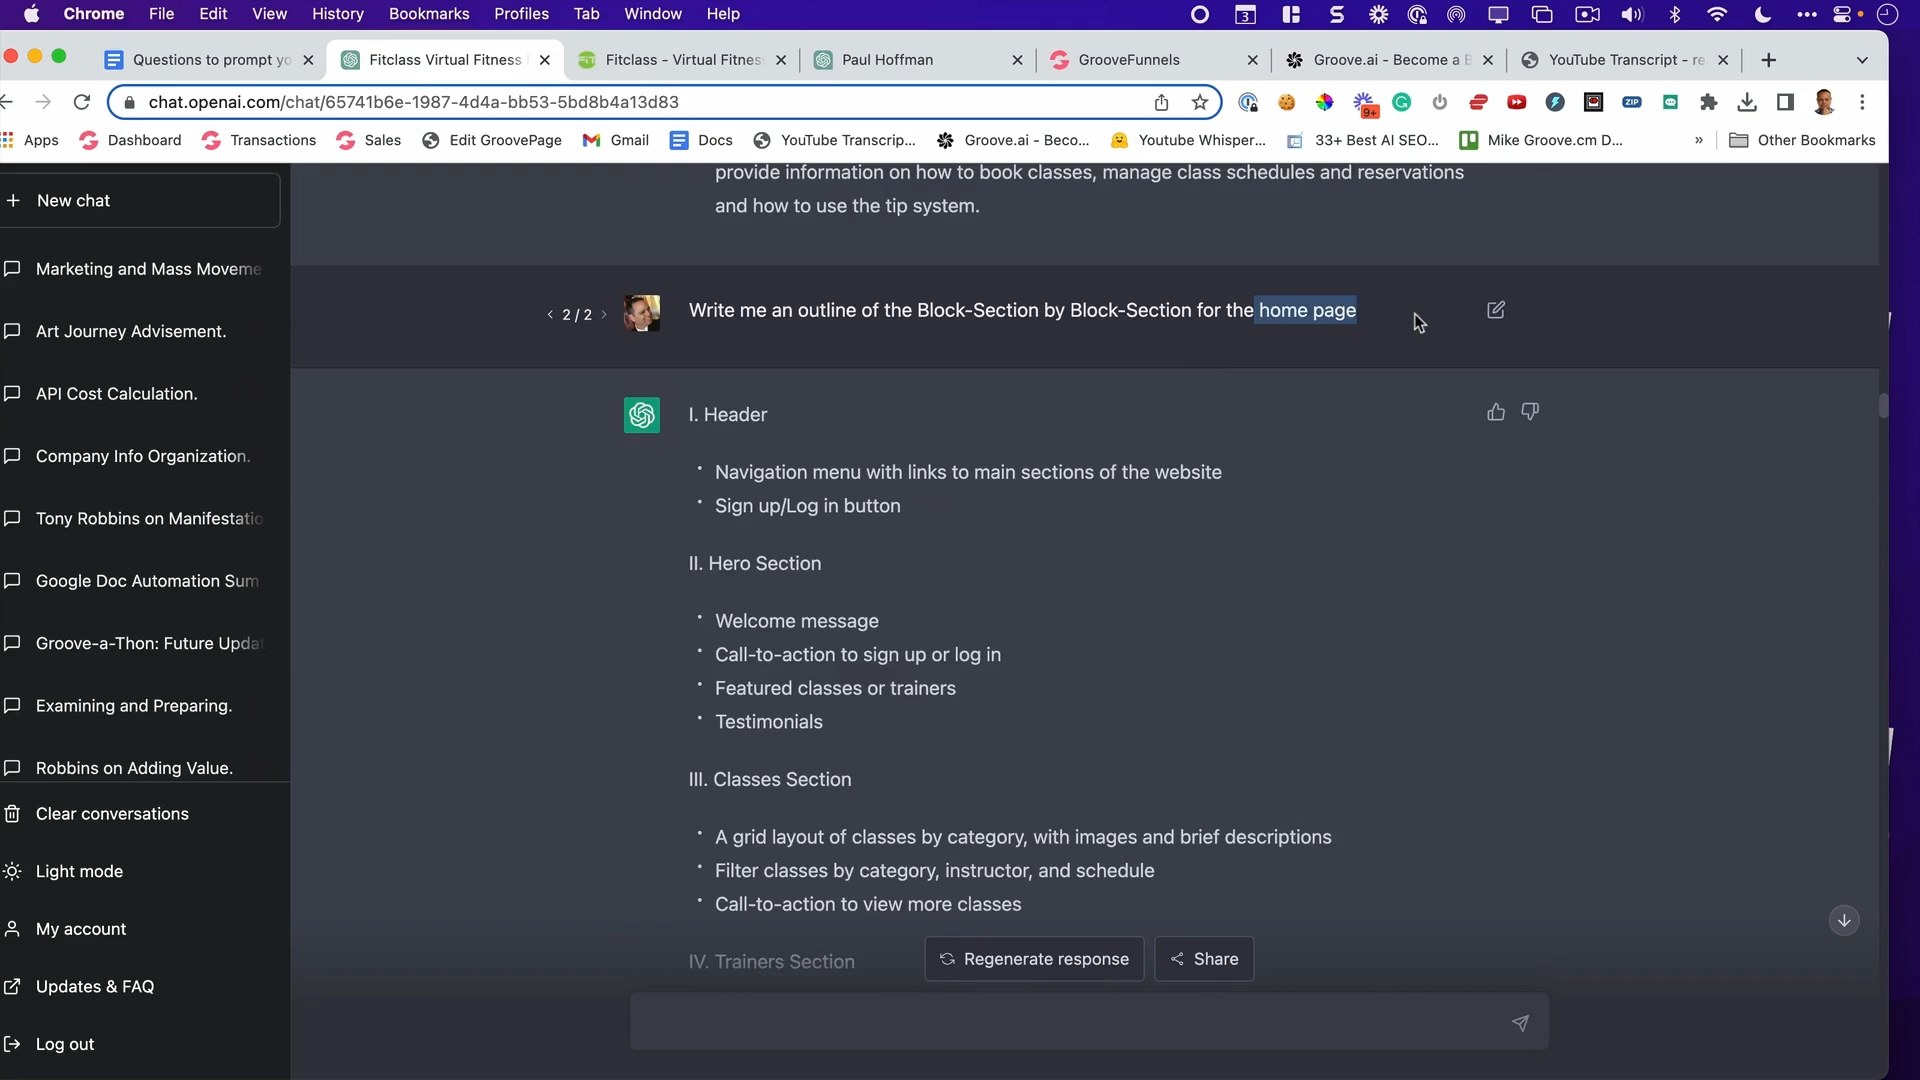 Chrome File Edit View History Bookmarks Profiles Tab Window Help 3
Questions to prompt yo Fitclass Virtual Fitness Fitclass - Virtual Fitness Paul Hoffman GrooveFunnels Groove.ai - Become a B YouTube Transcript - re
chat.openai.com/chat/65741b6e-1987-4d4a-bb53-5bd8b4a13d83 9+ ZIP
Apps Dashboard Transactions Sales Edit GroovePage Gmail Docs YouTube Transcrip... Groove.ai - Beco... Youtube Whisper... 33+ Best AI SEO... Mike Groove.cm D... » Other Bookmarks
New chat
Marketing and Mass Moveme
Art Journey Advisement.
API Cost Calculation.
Company Info Organization.
Tony Robbins on Manifestatio
Google Doc Automation Sum
Groove-a-Thon: Future Updat
Examining and Preparing.
Robbins on Adding Value.
Clear conversations
Light mode
My account
Updates & FAQ
Log out
provide information on how to book classes, manage class schedules and reservations
and how to use the tip system.
< 2 / 2 > Write me an outline of the Block-Section by Block-Section for the home page
I. Header
• Navigation menu with links to main sections of the website
• Sign up/Log in button
II. Hero Section
• Welcome message
• Call-to-action to sign up or log in
• Featured classes or trainers
• Testimonials
III. Classes Section
• A grid layout of classes by category, with images and brief descriptions
• Filter classes by category, instructor, and schedule
• Call-to-action to view more classes
IV. Trainers Section
Regenerate response Share